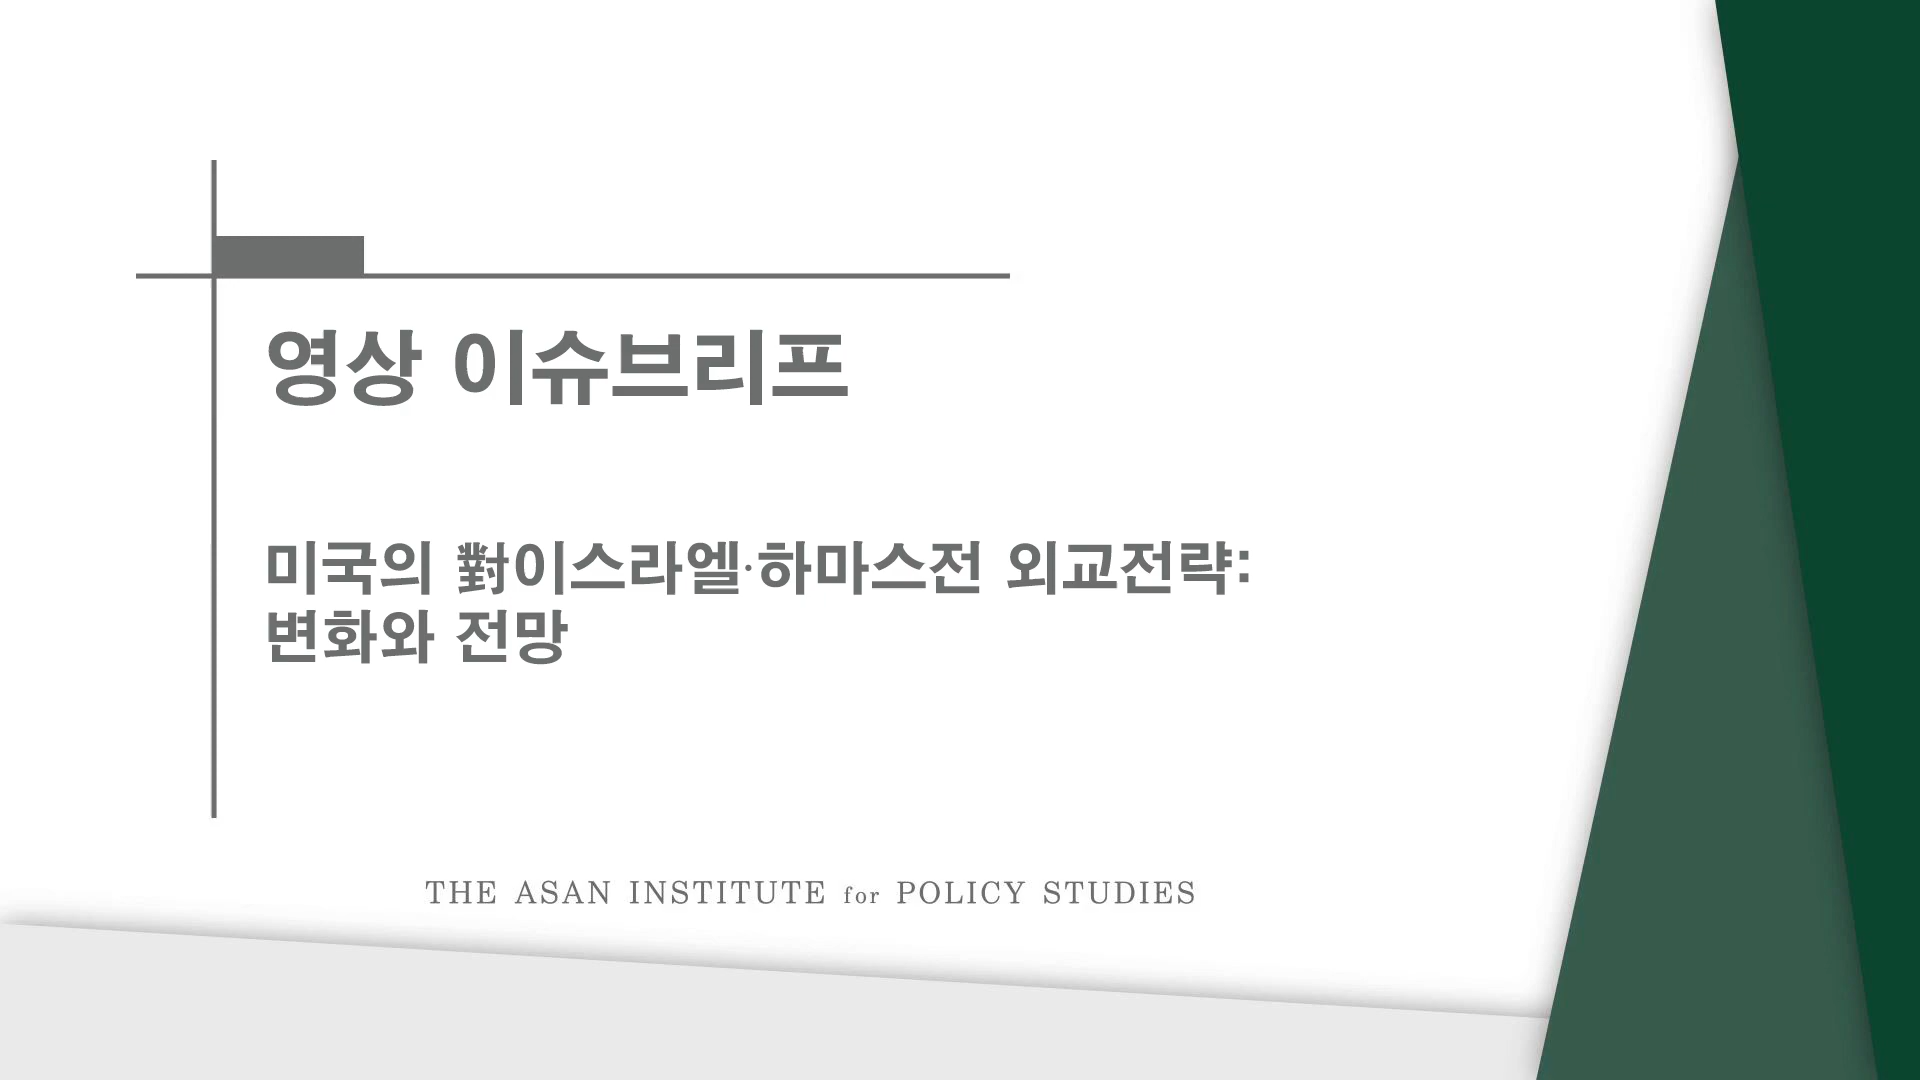 영상 이슈브리프
미국의 對이스라엘·하마스전 외교전략:
변화와 전망
THE ASAN INSTITUTE for POLICY STUDIES